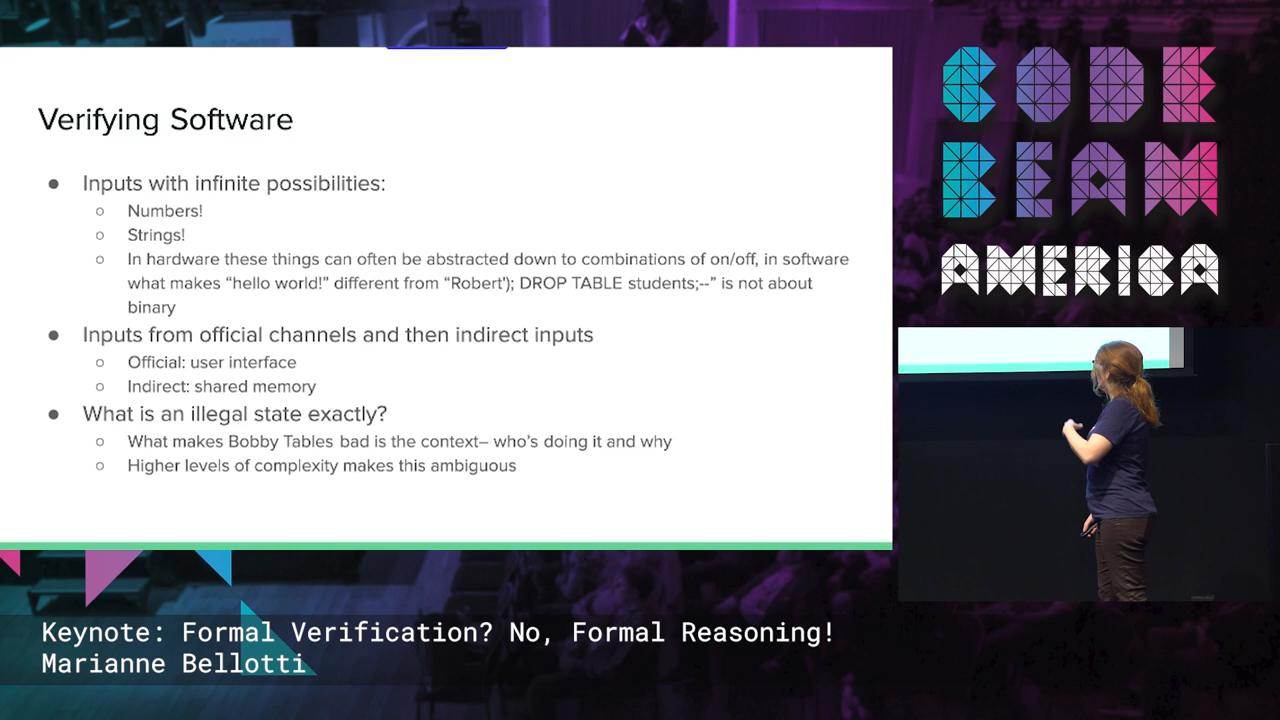 Verifying Software
● Inputs with infinite possibilities:
○ Numbers!
○ Strings!
○ In hardware these things can often be abstracted down to combinations of on/off, in software
what makes “hello world!” different from “Robert'); DROP TABLE students;--” is not about
binary
● Inputs from official channels and then indirect inputs
○ Official: user interface
○ Indirect: shared memory
● What is an illegal state exactly?
○ What makes Bobby Tables bad is the context– who’s doing it and why
○ Higher levels of complexity makes this ambiguous
CODE
BEAM
AMERICA
Keynote: Formal Verification? No, Formal Reasoning!
Marianne Bellotti